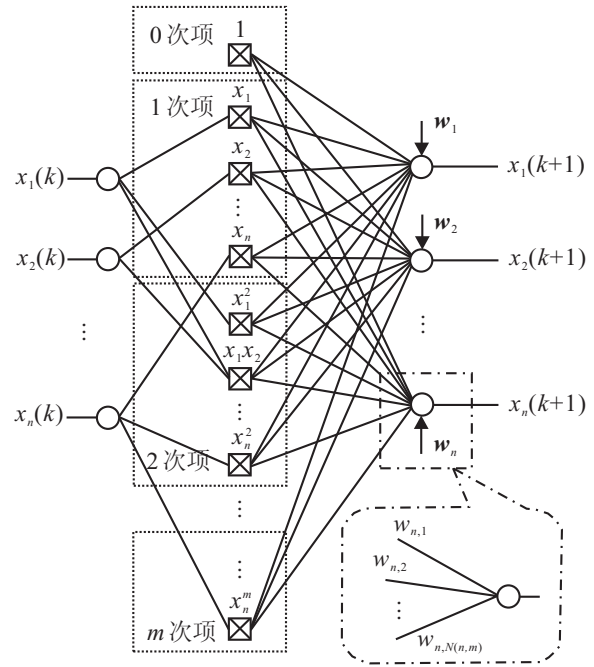 0 次项
1
1 次项
x_1
x_2
⋮
x_n
x_1^2
x_1x_2
⋮
x_n^2
2 次项
⋮
⋮
x_n^m
m 次项
x_1(k)
x_2(k)
⋮
x_n(k)
w_1
x_1(k+1)
w_2
x_2(k+1)
⋮
x_n(k+1)
w_n
w_{n,1}
w_{n,2}
⋮
w_{n,N(n,m)}